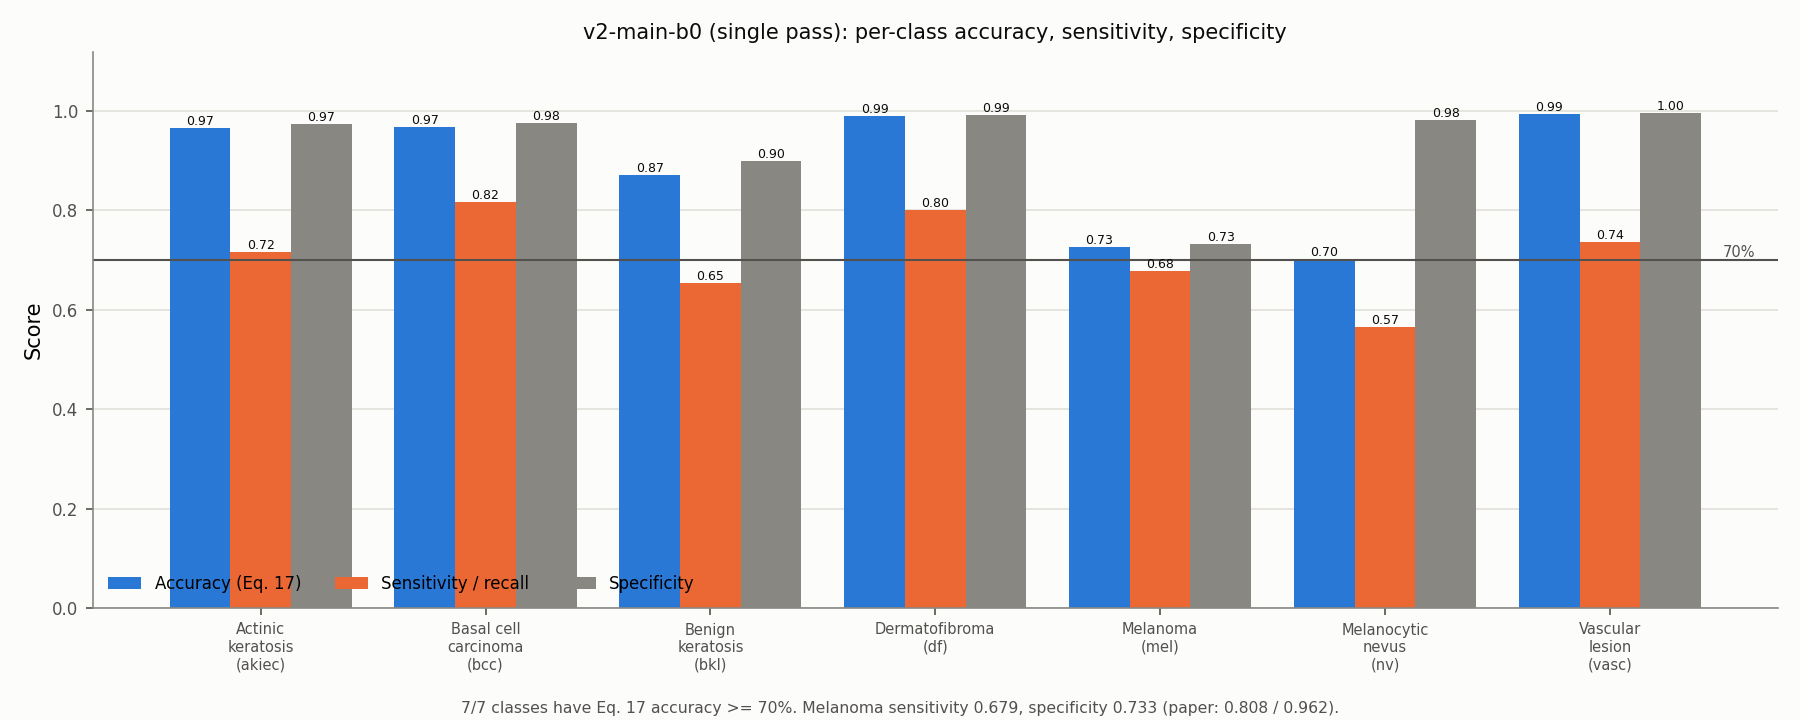 v2-main-b0 (single pass): per-class accuracy, sensitivity, specificity
Score
1.0
0.8
0.6
0.4
0.2
0.0
0.97
0.72
0.97
0.97
0.82
0.98
0.87
0.65
0.90
0.99
0.80
0.99
0.73
0.68
0.73
0.70
0.57
0.98
0.99
0.74
1.00
70%
Accuracy (Eq. 17)
Sensitivity / recall
Specificity
Actinic
keratosis
(akiec)
Basal cell
carcinoma
(bcc)
Benign
keratosis
(bkl)
Dermatofibroma
(df)
Melanoma
(mel)
Melanocytic
nevus
(nv)
Vascular
lesion
(vasc)
7/7 classes have Eq. 17 accuracy >= 70%. Melanoma sensitivity 0.679, specificity 0.733 (paper: 0.808 / 0.962).